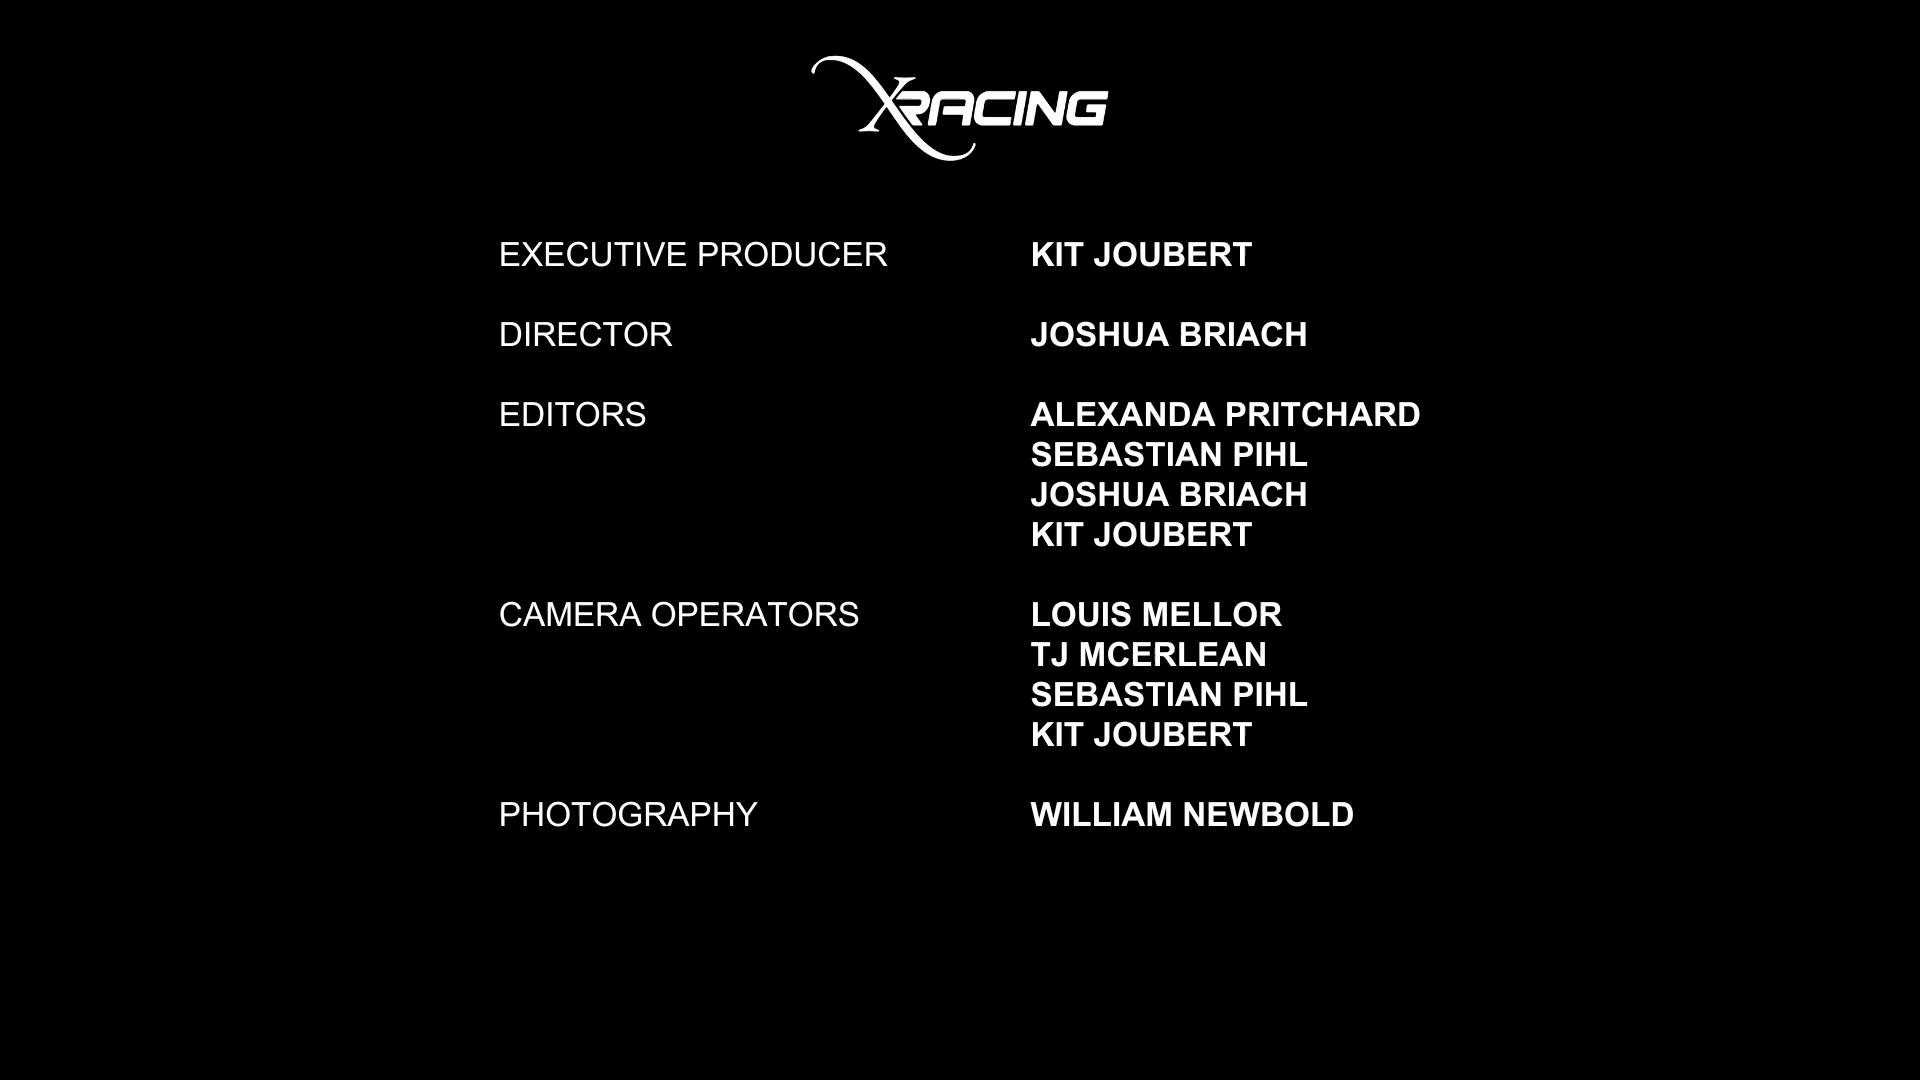 XRACING
EXECUTIVE PRODUCER KIT JOUBERT
DIRECTOR JOSHUA BRIACH
EDITORS ALEXANDA PRITCHARD
SEBASTIAN PIHL
JOSHUA BRIACH
KIT JOUBERT
CAMERA OPERATORS LOUIS MELLOR
TJ MCERLEAN
SEBASTIAN PIHL
KIT JOUBERT
PHOTOGRAPHY WILLIAM NEWBOLD